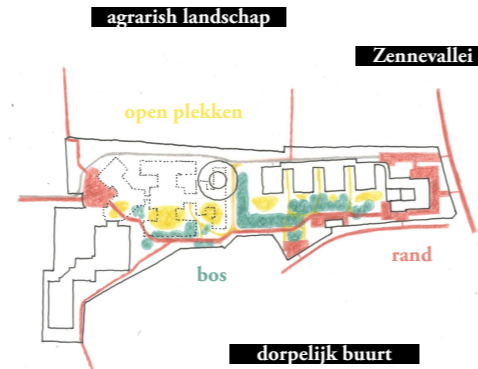 agrarish landschap
Zennevallei
open plekken
rand
bos
dorpelijk buurt